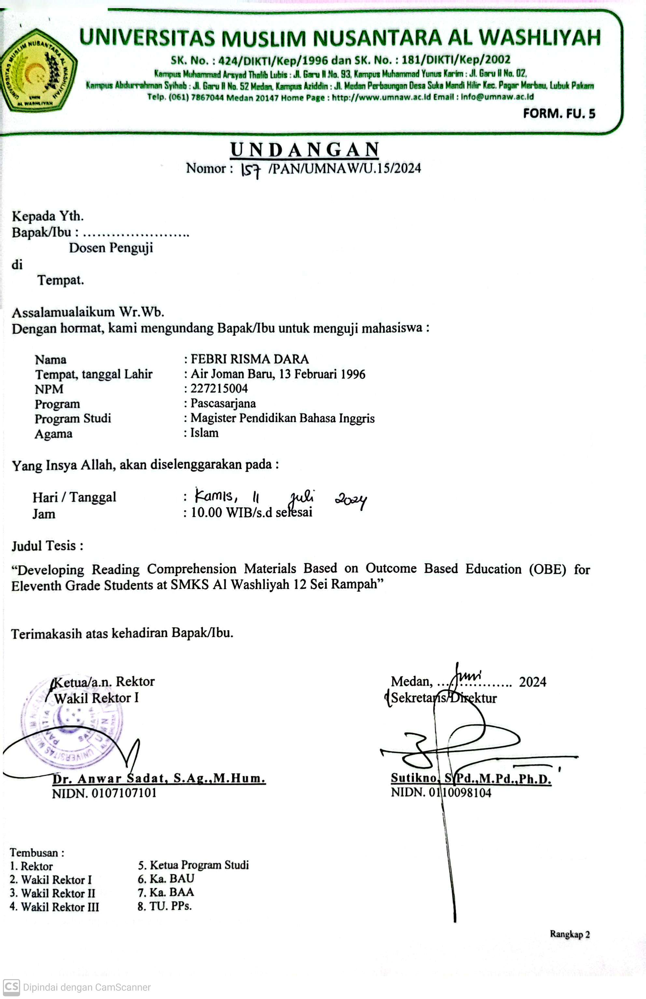 UNIVERSITAS MUSLIM NUSANTARA AL WASHLIYAH
SK. No. : 424/DIKTI/Kep/1996 dan SK. No. : 181/DIKTI/Kep/2002
Kampus Muhammad Arsyad Thalib Lubis : Jl. Garu II No. 93, Kampus Muhammad Yunus Karim : Jl. Garu II No. 02,
Kampus Abdurrahman Syihab : Jl. Garu II No. 52 Medan, Kampus Aziddin : Jl. Medan Perbaungan Desa Suka Mandi Hilir Kec. Pagar Merbau, Lubuk Pakam
Telp. (061) 7867044 Medan 20147 Home Page : http://www.umnaw.ac.id Email : info@umnaw.ac.id
UNIVERSITAS MUSLIM NUSANTARA AL WASHLIYAH
UMN
AL WASHLIYAH
FORM. FU. 5
UNDANGAN
Nomor : 157 /PAN/UMNAW/U.15/2024
Kepada Yth.
Bapak/Ibu : ........................
Dosen Penguji
di
Tempat.
Assalamualaikum Wr.Wb.
Dengan hormat, kami mengundang Bapak/Ibu untuk menguji mahasiswa :
Nama : FEBRI RISMA DARA
Tempat, tanggal Lahir : Air Joman Baru, 13 Februari 1996
NPM : 227215004
Program : Pascasarjana
Program Studi : Magister Pendidikan Bahasa Inggris
Agama : Islam
Yang Insya Allah, akan diselenggarakan pada :
Hari / Tanggal : Kamis, 11 Juli 2024
Jam : 10.00 WIB/s.d selesai
Judul Tesis :
“Developing Reading Comprehension Materials Based on Outcome Based Education (OBE) for
Eleventh Grade Students at SMKS Al Washliyah 12 Sei Rampah”
Terimakasih atas kehadiran Bapak/Ibu.
Ketua/a.n. Rektor
Wakil Rektor I
Dr. Anwar Sadat, S.Ag.,M.Hum.
NIDN. 0107107101
Medan, ....Juni............ 2024
Sekretaris/Direktur
Sutikno, S.Pd.,M.Pd.,Ph.D.
NIDN. 0110098104
Tembusan :
1. Rektor
2. Wakil Rektor I
3. Wakil Rektor II
4. Wakil Rektor III
5. Ketua Program Studi
6. Ka. BAU
7. Ka. BAA
8. TU. PPs.
Rangkap 2
CS Dipindai dengan CamScanner